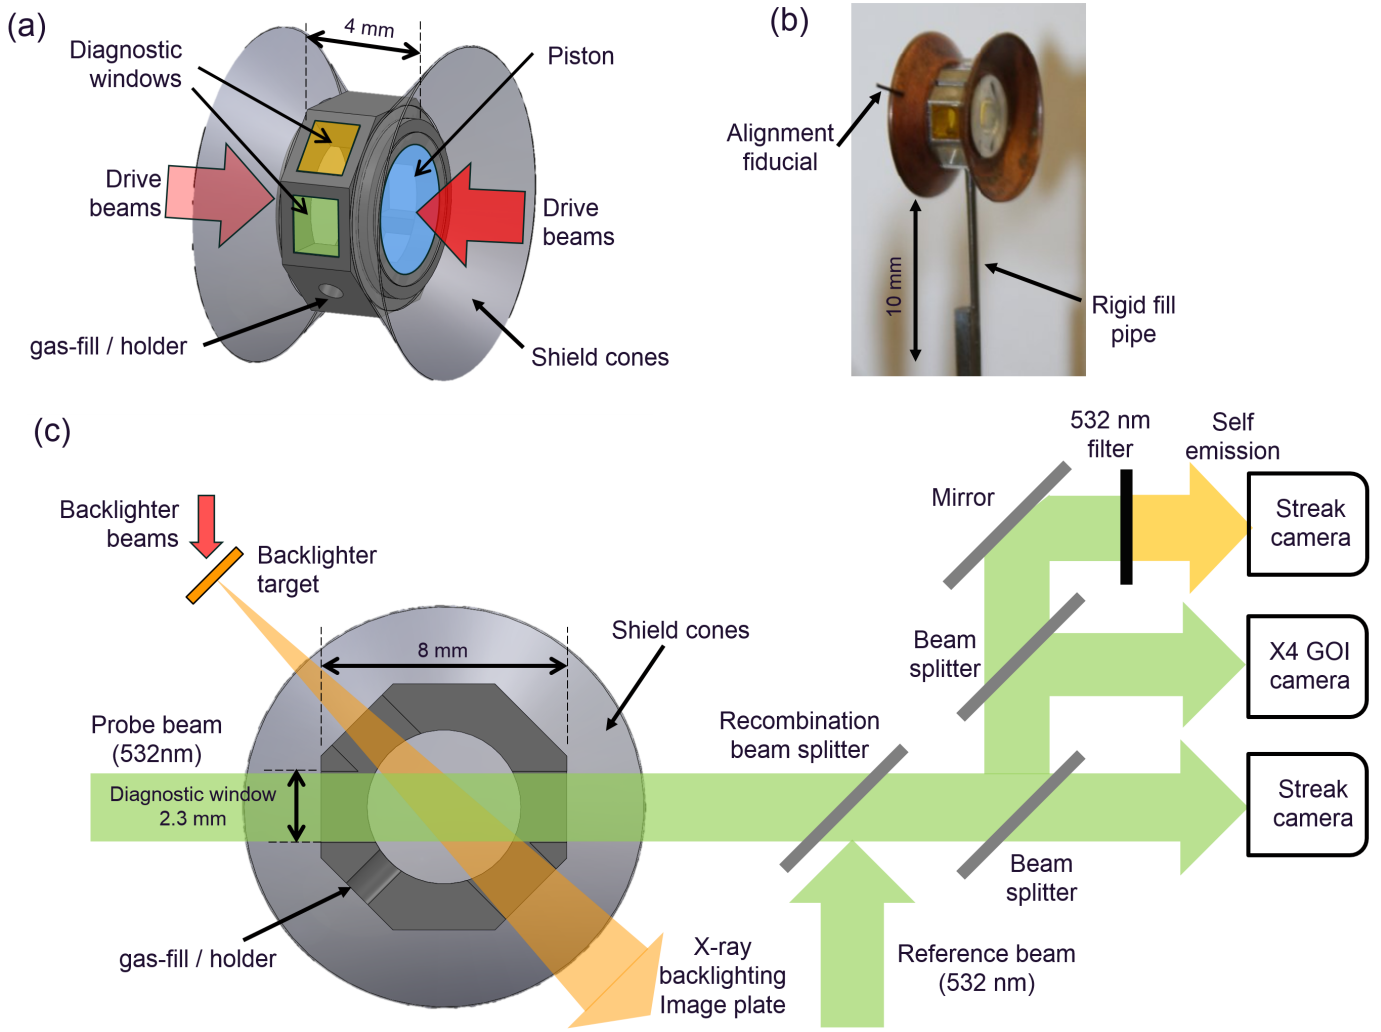 (a)
4 mm
Diagnostic
windows
Piston
Drive
beams
Drive
beams
gas-fill / holder
Shield cones
(b)
Alignment
fiducial
10 mm
Rigid fill
pipe
(c)
Backlighter
beams
Backlighter
target
8 mm
Shield cones
Probe beam
(532nm)
Diagnostic window
2.3 mm
gas-fill / holder
X-ray
backlighting
Image plate
Recombination
beam splitter
Reference beam
(532 nm)
Mirror
532 nm
filter
Self
emission
Streak
camera
Beam
splitter
X4 GOI
camera
Beam
splitter
Streak
camera